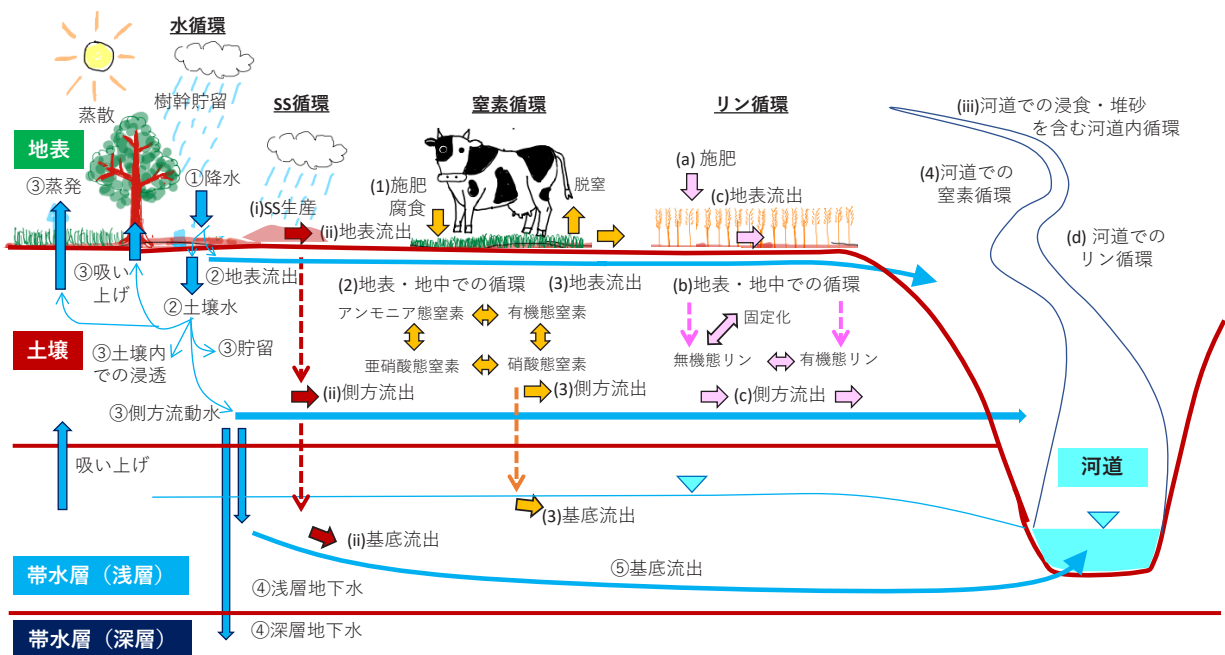 水循環
SS循環
窒素循環
リン循環
樹幹貯留
蒸散
地表
③蒸発
①降水
(i)SS生産
(ii)地表流出
(1)施肥
腐食
脱窒
(a) 施肥
(c)地表流出
(iii)河道での浸食・堆砂
を含む河道内循環
(4)河道での
窒素循環
(d) 河道での
リン循環
③吸い
上げ
②地表流出
②土壌水
(2)地表・地中での循環
(3)地表流出
(b)地表・地中での循環
アンモニア態窒素
有機態窒素
固定化
土壌
③土壌内
での浸透
③貯留
亜硝酸態窒素
硝酸態窒素
無機態リン
有機態リン
(ii)側方流出
(3)側方流出
(c)側方流出
③側方流動水
吸い上げ
河道
(3)基底流出
(ii)基底流出
帯水層（浅層）
④浅層地下水
⑤基底流出
帯水層（深層）
④深層地下水